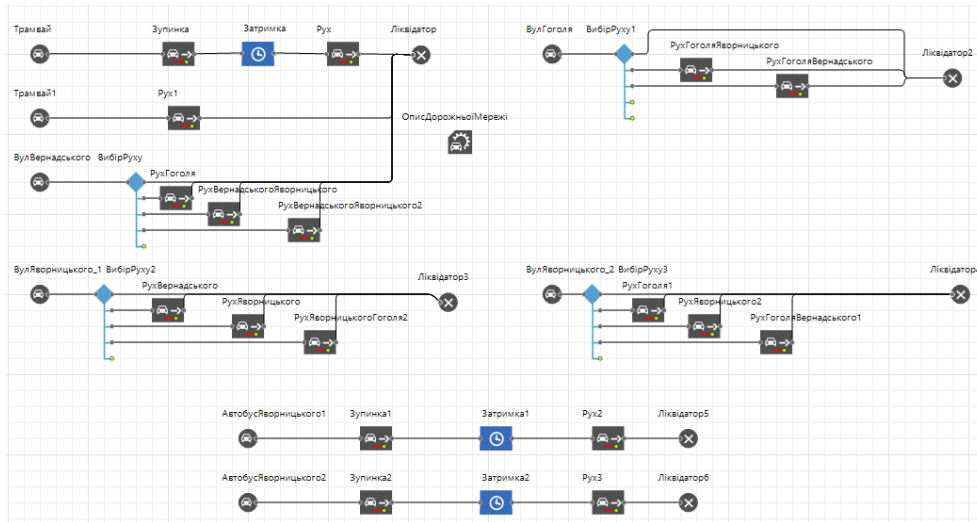 Трамвай Зупинка Затримка Рух Ліквідатор
ВулГоголя ВибірРуху1
РухГоголяЯворницького
РухГоголяВернадського
Ліквідатор2
Трамвай1 Рух1
ОписДорожньоїМережі
ВулВернадського ВибірРуху
РухГоголя
РухВернадськогоЯворницького
РухВернадськогоЯворницького2
ВулЯворницького_1 ВибірРуху2
РухВернадського
РухЯворницького
РухЯворницькогоГоголя2
Ліквідатор3
ВулЯворницького_2 ВибірРуху3
РухГоголя1
РухЯворницького2
РухГоголяВернадського1
Ліквідатор
АвтобусЯворницького1 Зупинка1 Затримка1 Рух2 Ліквідатор5
АвтобусЯворницького2 Зупинка2 Затримка2 Рух3 Ліквідатор6